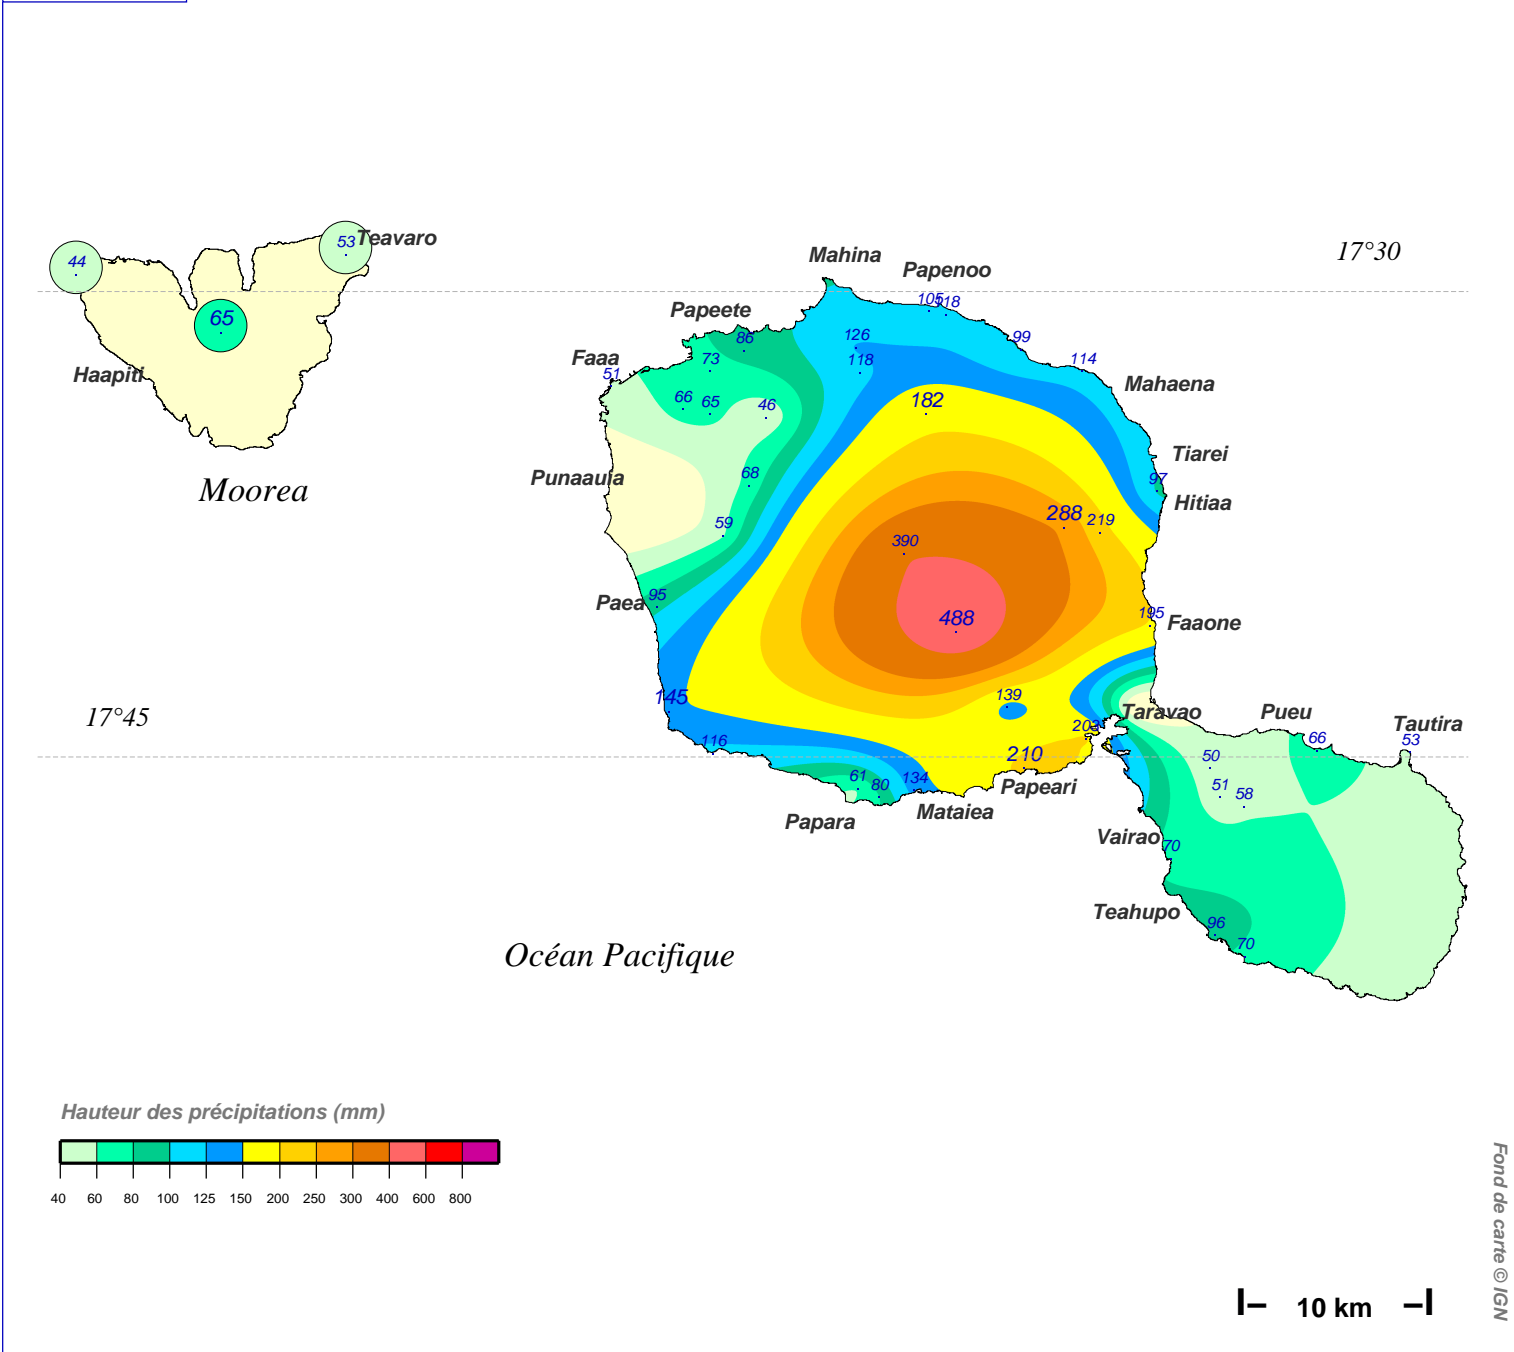 17°30
Mahina
Papenoo
53 Teavaro
44
105 118
Papeete
65
86
126
99
Faaa
73
118
114
51
Haapiti
Mahaena
66
65
46
182
Tiarei
Moorea
Punaauia
68
97
Hitiaa
59
288
219
390
Paea
95
195
Faaone
488
145
139
17°45
Taravao
Pueu
Tautira
203
116
66
53
210
50
61
80
134
Papeari
51
58
Papara
Mataiea
Vairao
70
Teahupo
96
70
Océan Pacifique
Hauteur des précipitations (mm)
40 60 80 100 125 150 200 250 300 400 600 800
Fond de carte © IGN
10 km